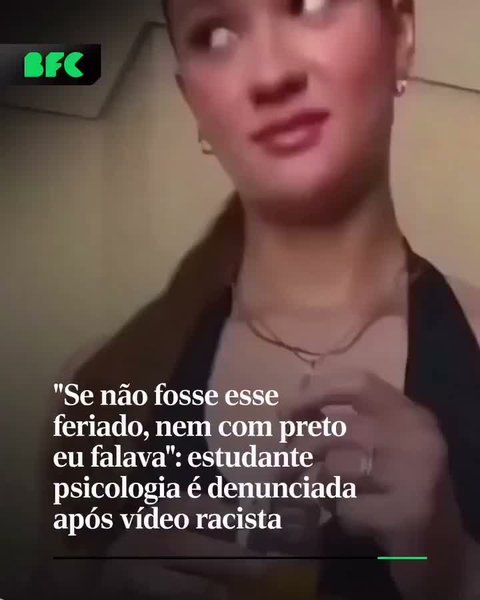 BFC
"Se não fosse esse
feriado, nem com preto
eu falava": estudante
psicologia é denunciada
após vídeo racista